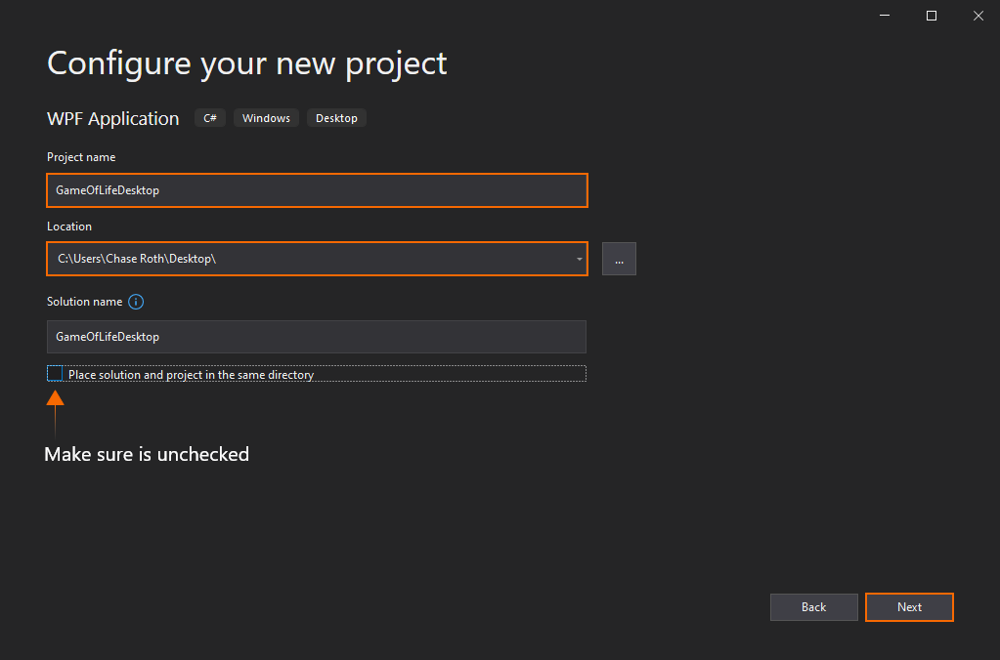 Configure your new project
WPF Application C# Windows Desktop
Project name
GameOfLifeDesktop
Location
C:\Users\Chase Roth\Desktop\
...
Solution name
GameOfLifeDesktop
Place solution and project in the same directory
Make sure is unchecked
Back Next